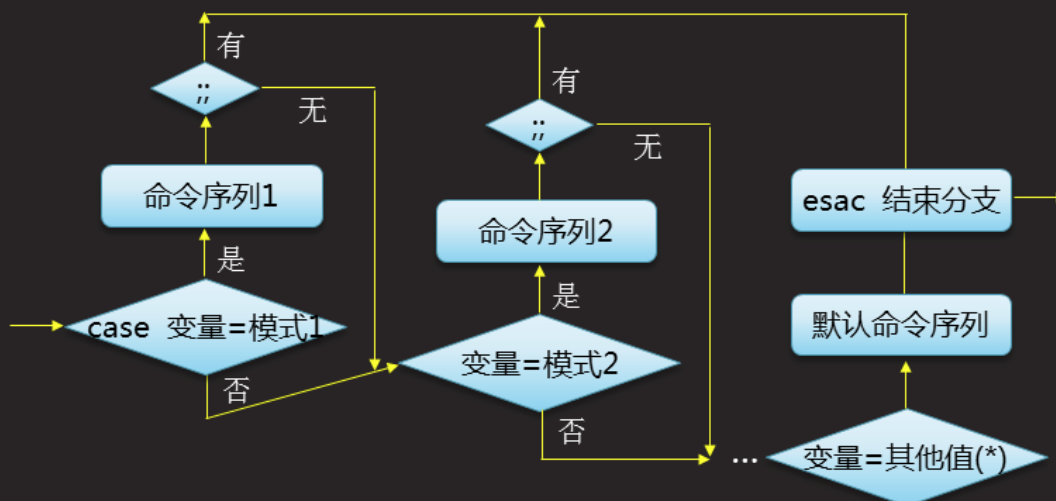 有
;;
无
命令序列1
是
case 变量=模式1
否
有
;;
无
命令序列2
是
变量=模式2
否
...
esac 结束分支
默认命令序列
变量=其他值(*)